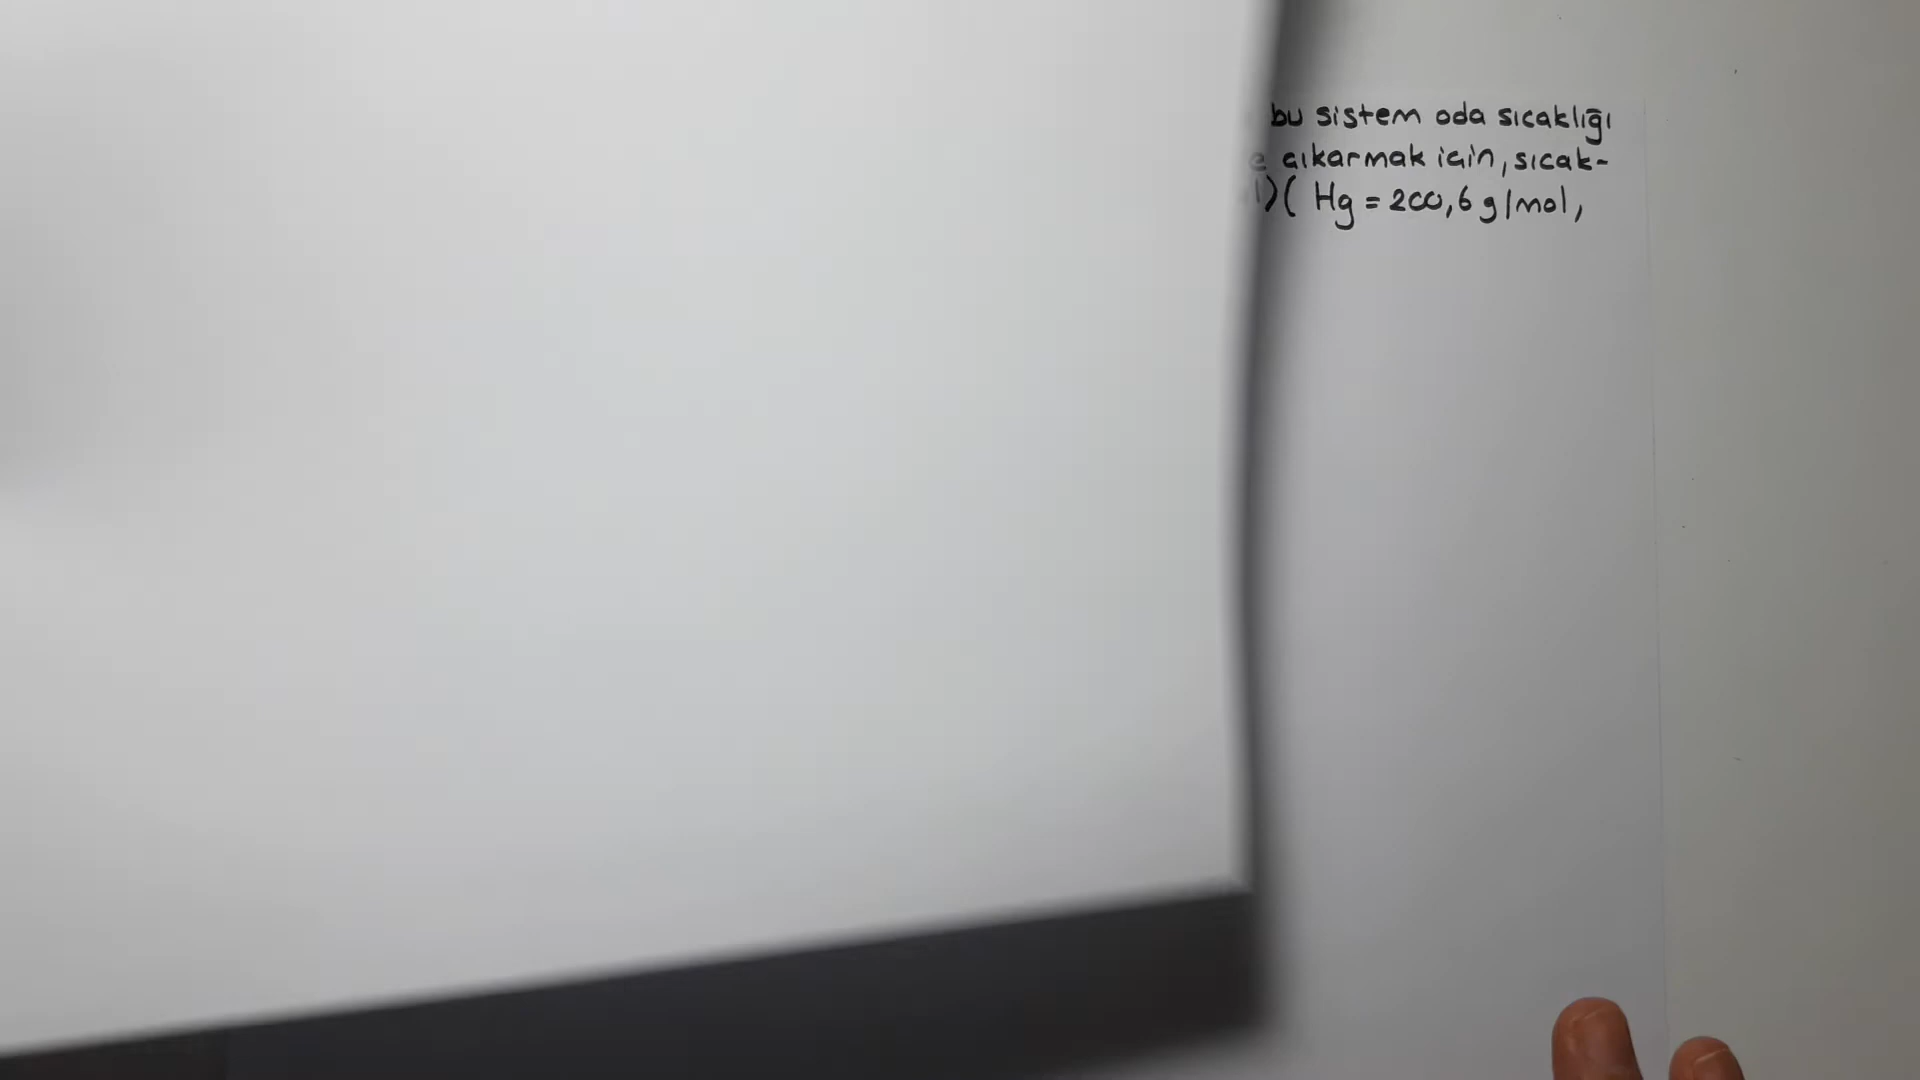 bu sistem oda sıcaklığı
çıkarmak için, sıcak-
)( Hg = 200,6 g/mol,